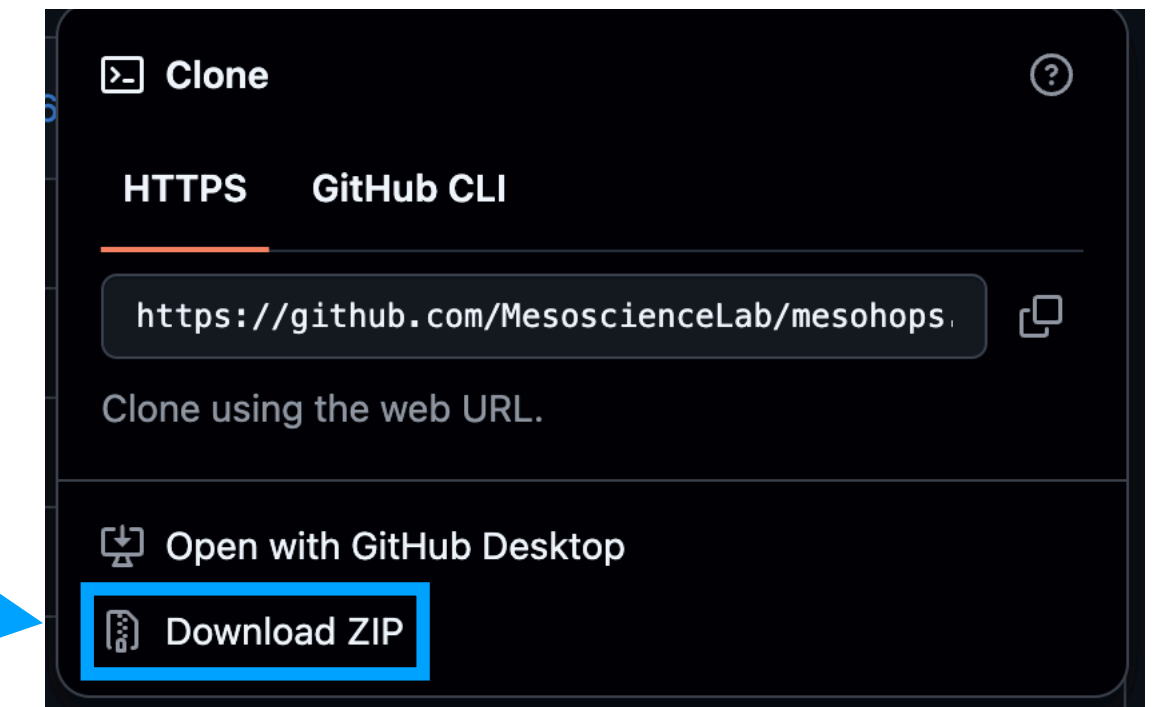 Clone
HTTPS GitHub CLI
https://github.com/MesoscienceLab/mesohops.
Clone using the web URL.
Open with GitHub Desktop
Download ZIP